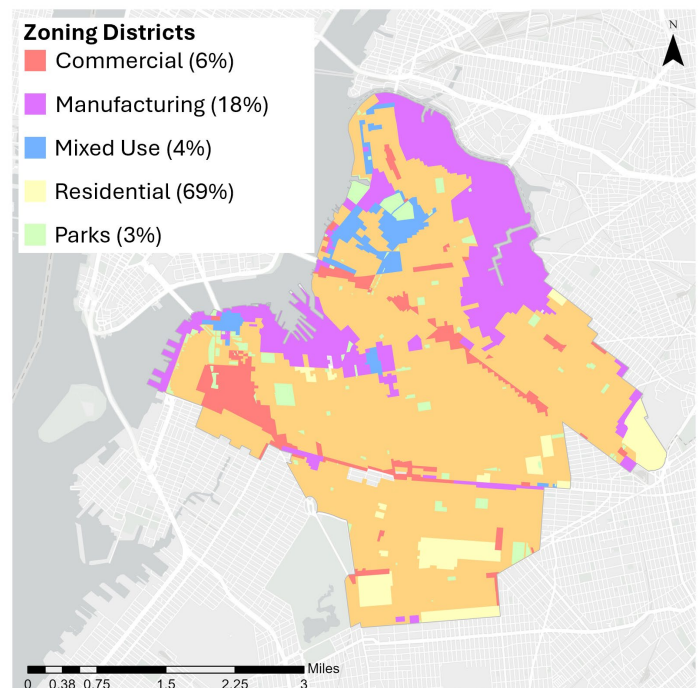 Zoning Districts
Commercial (6%)
Manufacturing (18%)
Mixed Use (4%)
Residential (69%)
Parks (3%)
N
Miles
0 0.38 0.75 1.5 2.25 3